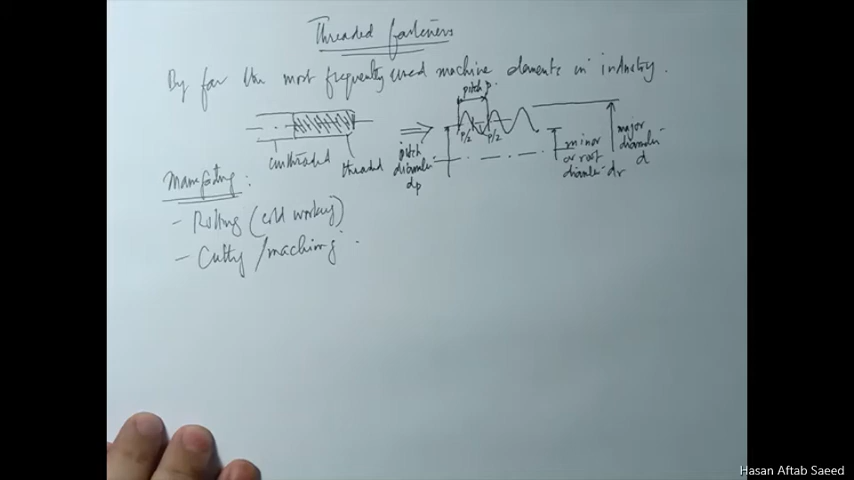 Threaded fasteners
By far the most frequently used machine elements in industry.
pitch p
p/2 p/2
unthreaded
threaded
pitch diameter dp
minor or root diameter dr
major diameter d
Manufacturing :
- Rolling (cold working)
- Cutting / machining .
Hasan Aftab Saeed